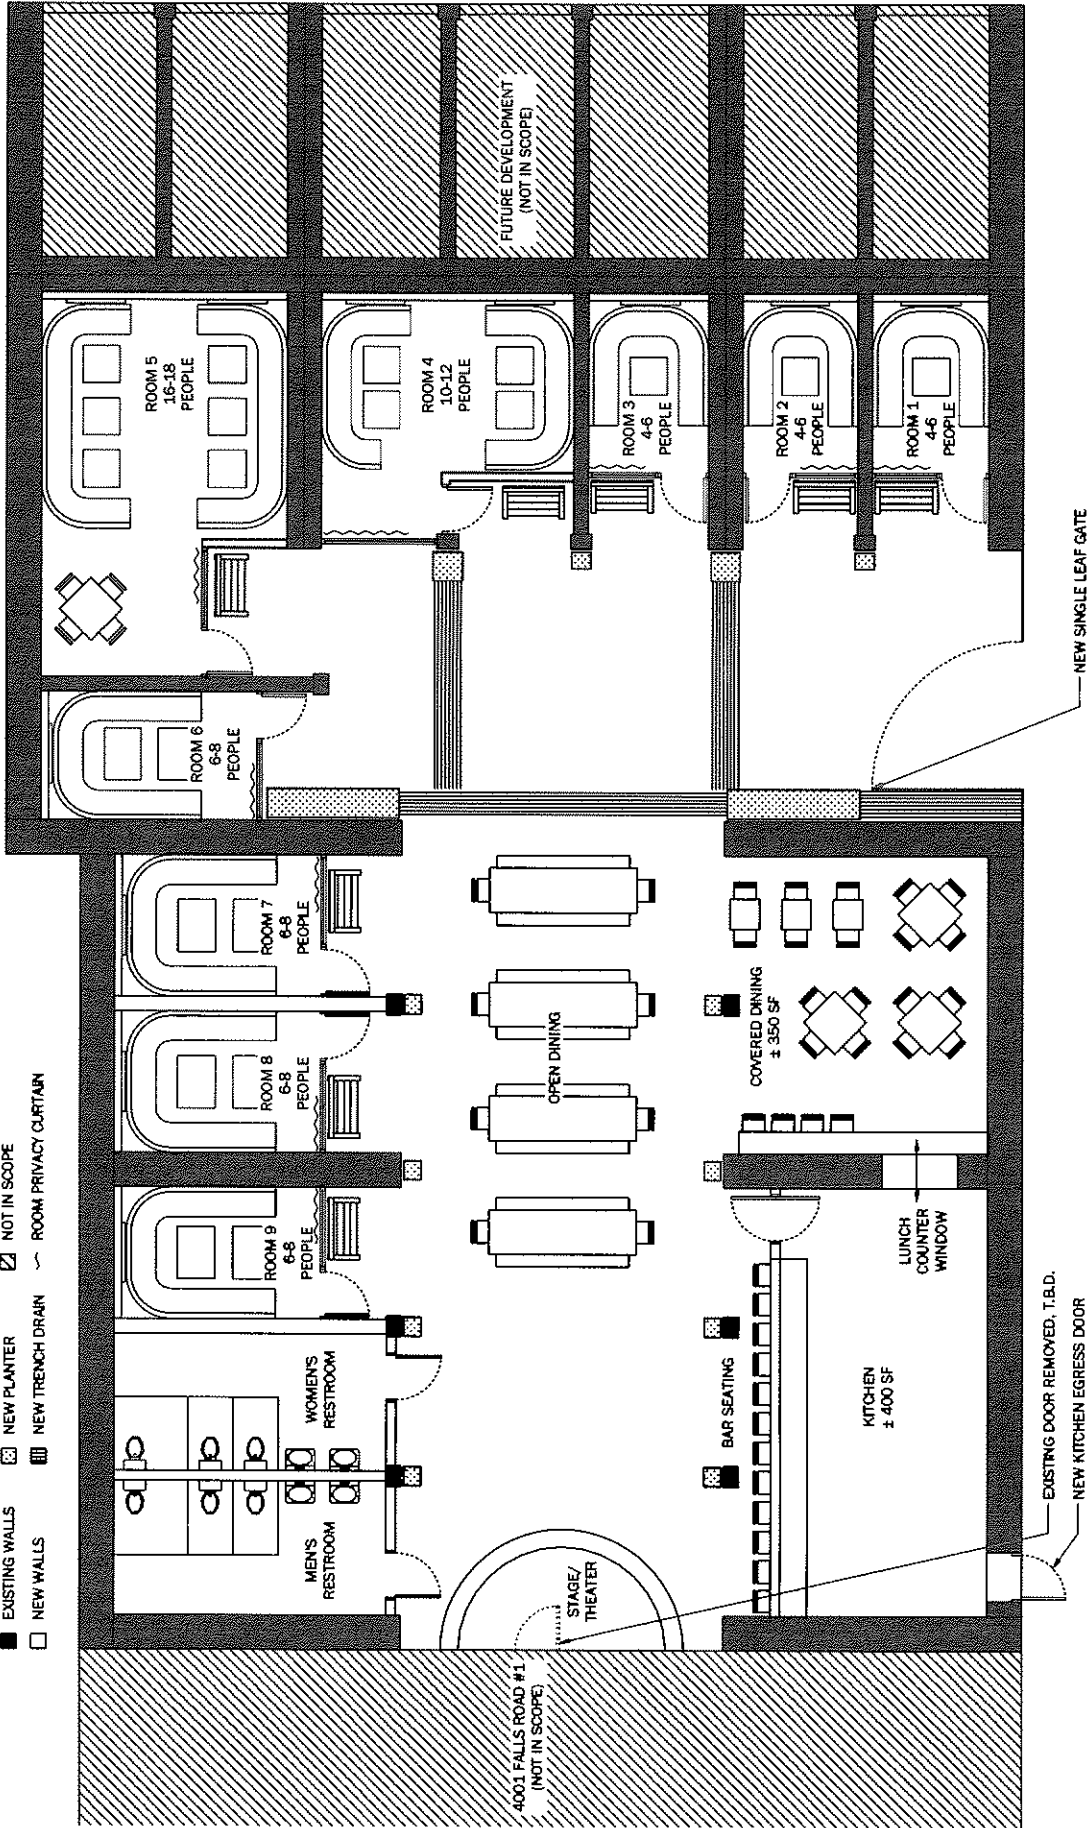 EXISTING WALLS
NEW WALLS
NEW PLANTER
NEW TRENCH DRAIN
NOT IN SCOPE
ROOM PRIVACY CURTAIN
4001 FALLS ROAD #1
(NOT IN SCOPE)
MEN'S
RESTROOM
WOMEN'S
RESTROOM
ROOM 9
6-8
PEOPLE
ROOM 8
6-8
PEOPLE
ROOM 7
6-8
PEOPLE
ROOM 6
6-8
PEOPLE
ROOM 5
16-18
PEOPLE
ROOM 4
10-12
PEOPLE
ROOM 3
4-6
PEOPLE
ROOM 2
4-6
PEOPLE
ROOM 1
4-6
PEOPLE
FUTURE DEVELOPMENT
(NOT IN SCOPE)
STAGE/
THEATER
OPEN DINING
BAR SEATING
COVERED DINING
± 350 SF
KITCHEN
± 400 SF
LUNCH
COUNTER
WINDOW
EXISTING DOOR REMOVED, T.B.D.
NEW KITCHEN EGRESS DOOR
NEW SINGLE LEAF GATE